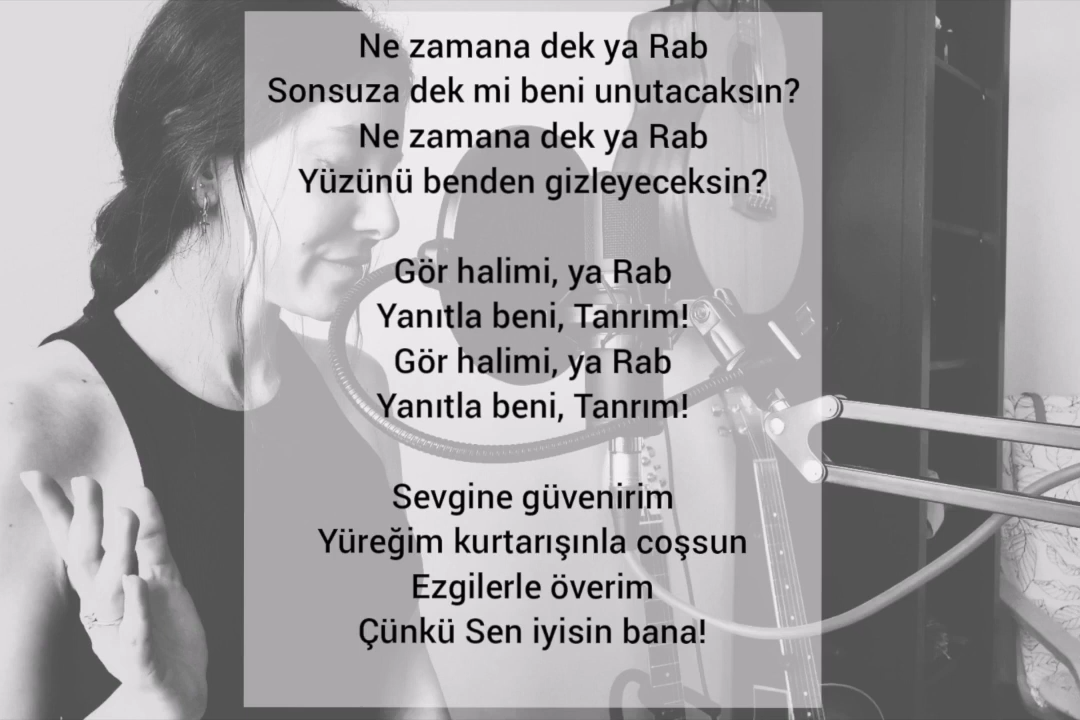 Ne zamana dek ya Rab
Sonsuza dek mi beni unutacaksın?
Ne zamana dek ya Rab
Yüzünü benden gizleyeceksin?
Gör halimi, ya Rab
Yanıtla beni, Tanrım!
Gör halimi, ya Rab
Yanıtla beni, Tanrım!
Sevgine güvenirim
Yüreğim kurtarışınla coşsun
Ezgilerle överim
Çünkü Sen iyisin bana!